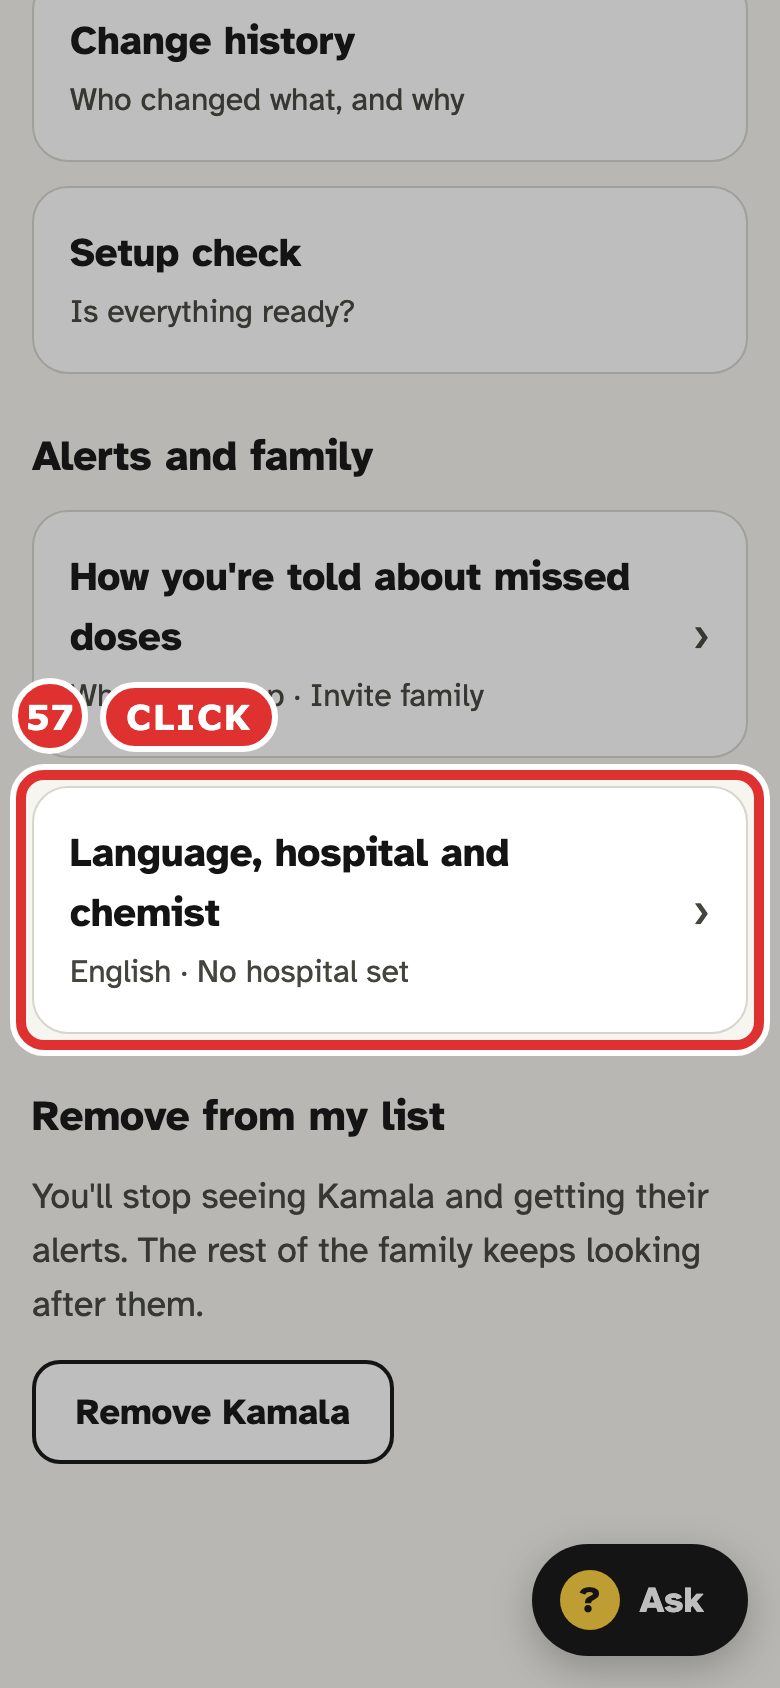 Change history
Who changed what, and why
Setup check
Is everything ready?
Alerts and family
How you're told about missed
doses
›
· Invite family
57
CLICK
Language, hospital and
chemist
›
English · No hospital set
Remove from my list
You'll stop seeing Kamala and getting their
alerts. The rest of the family keeps looking
after them.
Remove Kamala
? Ask